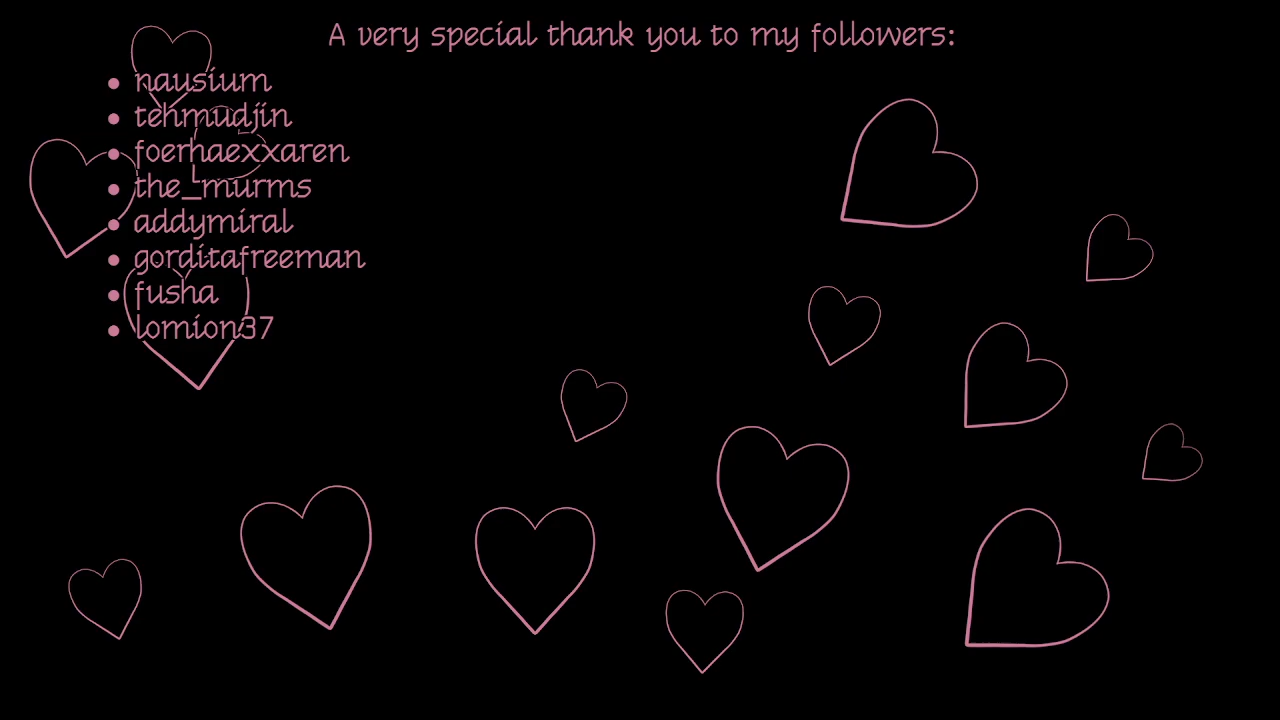 A very special thank you to my followers:
• nausium
• tehmudjin
• foerhaexxaren
• the_murms
• addymiral
• gorditafreeman
• fusha
• lomion37